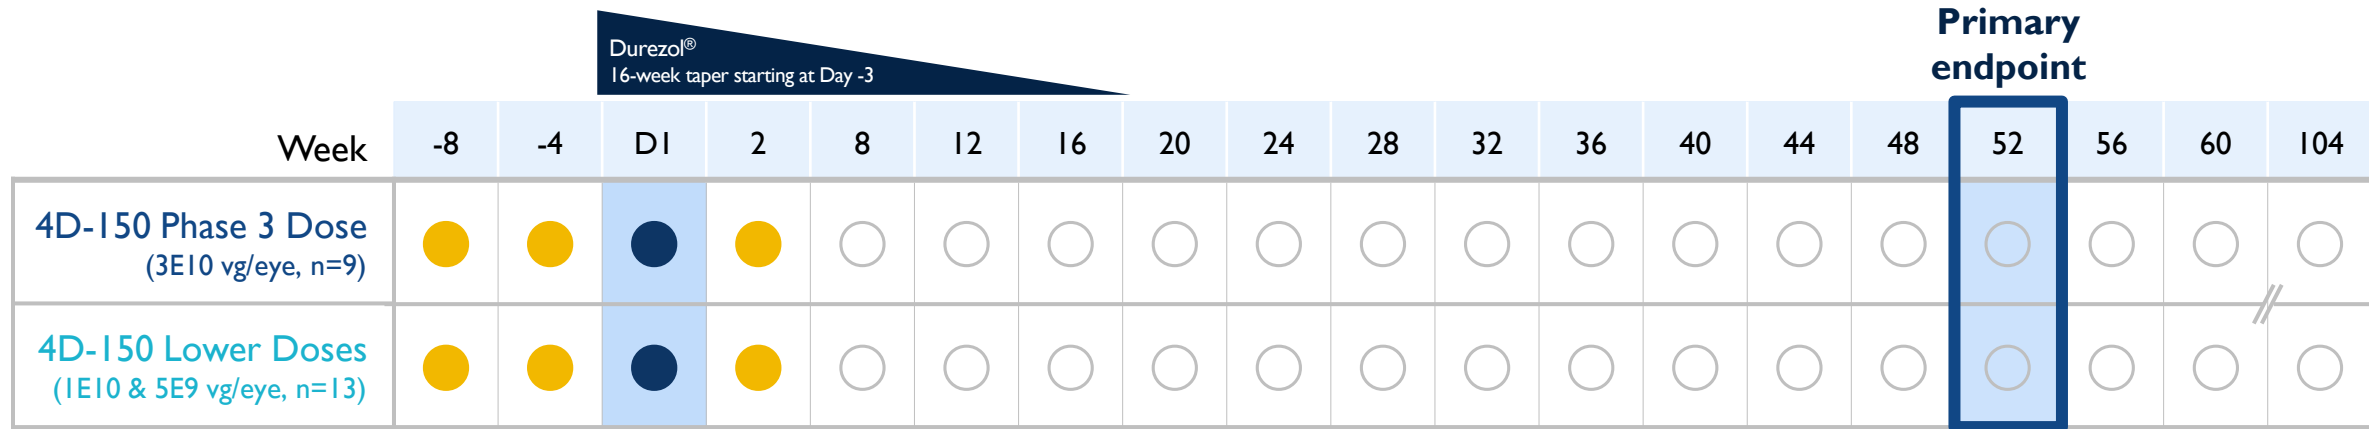 Primary
endpoint
Durezol®
16-week taper starting at Day -3
Week -8 -4 D1 2 8 12 16 20 24 28 32 36 40 44 48 52 56 60 104
4D-150 Phase 3 Dose
(3E10 vg/eye, n=9)
4D-150 Lower Doses
(1E10 & 5E9 vg/eye, n=13)